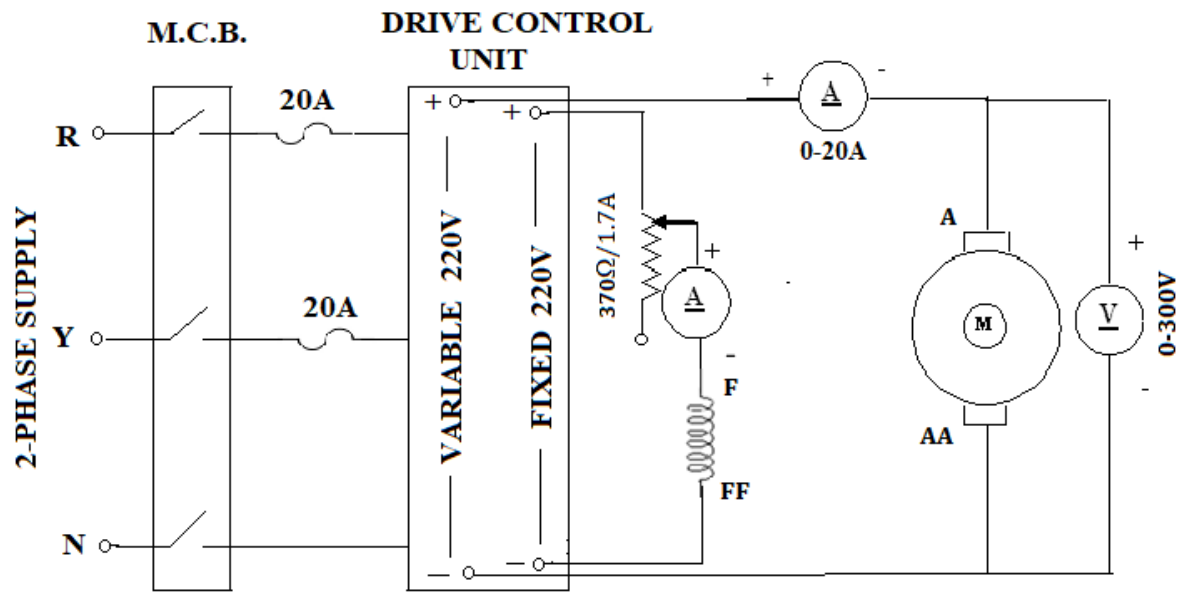 M.C.B.
DRIVE CONTROL
UNIT
2-PHASE SUPPLY
R
20A
Y
20A
N
+
+
VARIABLE 220V
FIXED 220V
−
−
370Ω/1.7A
+
A
-
F
FF
+
A
-
0-20A
A
M
AA
+
V
-
0-300V